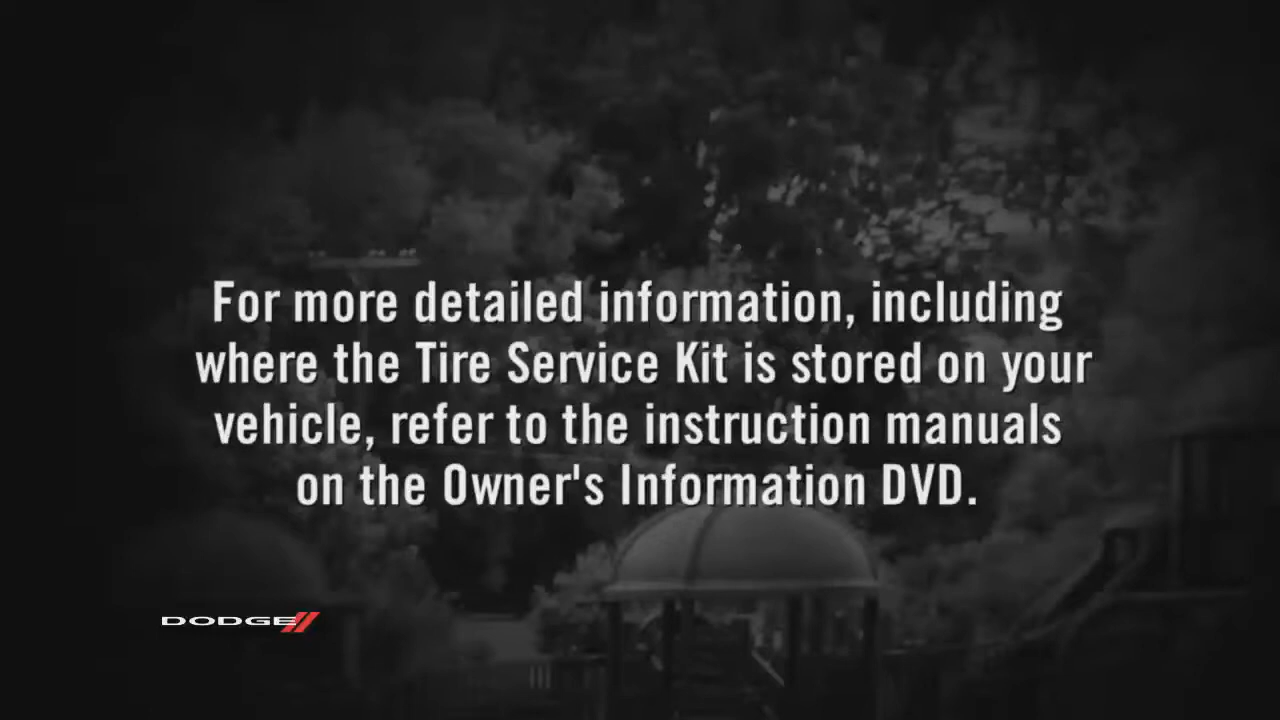 For more detailed information, including
where the Tire Service Kit is stored on your
vehicle, refer to the instruction manuals
on the Owner's Information DVD.
DODGE